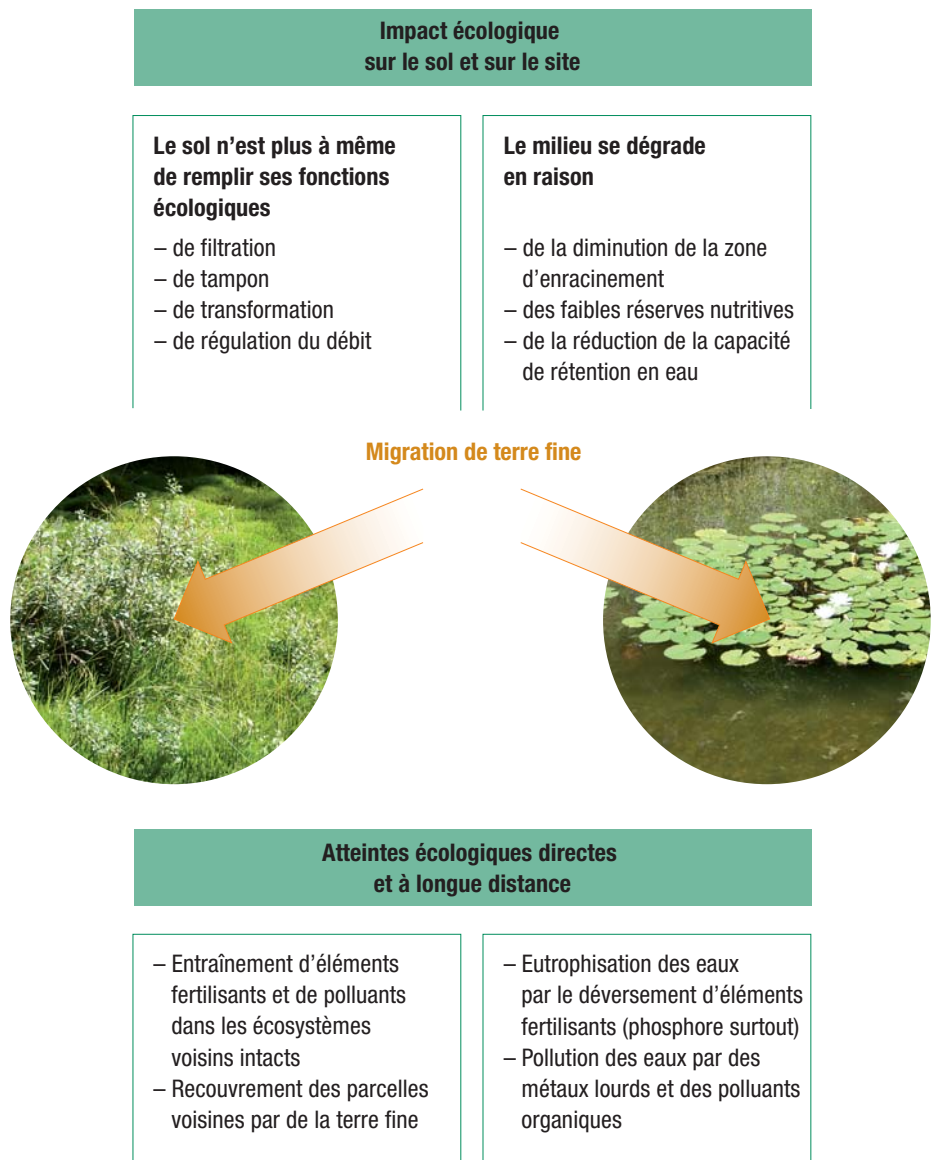 Impact écologique
sur le sol et sur le site
Le sol n’est plus à même
de remplir ses fonctions
écologiques
– de filtration
– de tampon
– de transformation
– de régulation du débit
Le milieu se dégrade
en raison
– de la diminution de la zone
d’enracinement
– des faibles réserves nutritives
– de la réduction de la capacité
de rétention en eau
Migration de terre fine
Atteintes écologiques directes
et à longue distance
– Entraînement d’éléments
fertilisants et de polluants
dans les écosystèmes
voisins intacts
– Recouvrement des parcelles
voisines par de la terre fine
– Eutrophisation des eaux
par le déversement d’éléments
fertilisants (phosphore surtout)
– Pollution des eaux par des
métaux lourds et des polluants
organiques